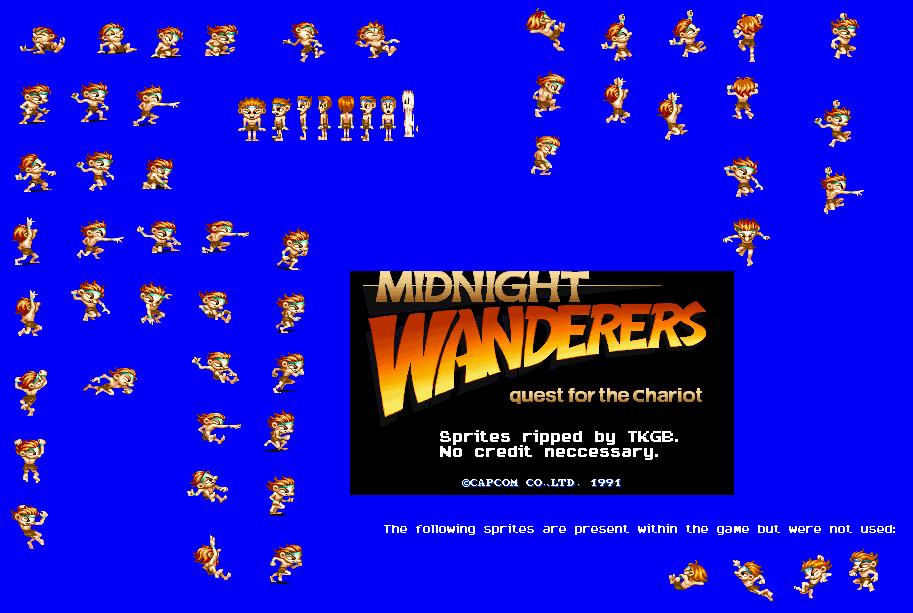 MIDNIGHT
WANDERERS
quest for the Chariot
Sprites ripped by TKGB.
No credit neccessary.
©CAPCOM CO.,LTD. 1991
The following sprites are present within the game but were not used: